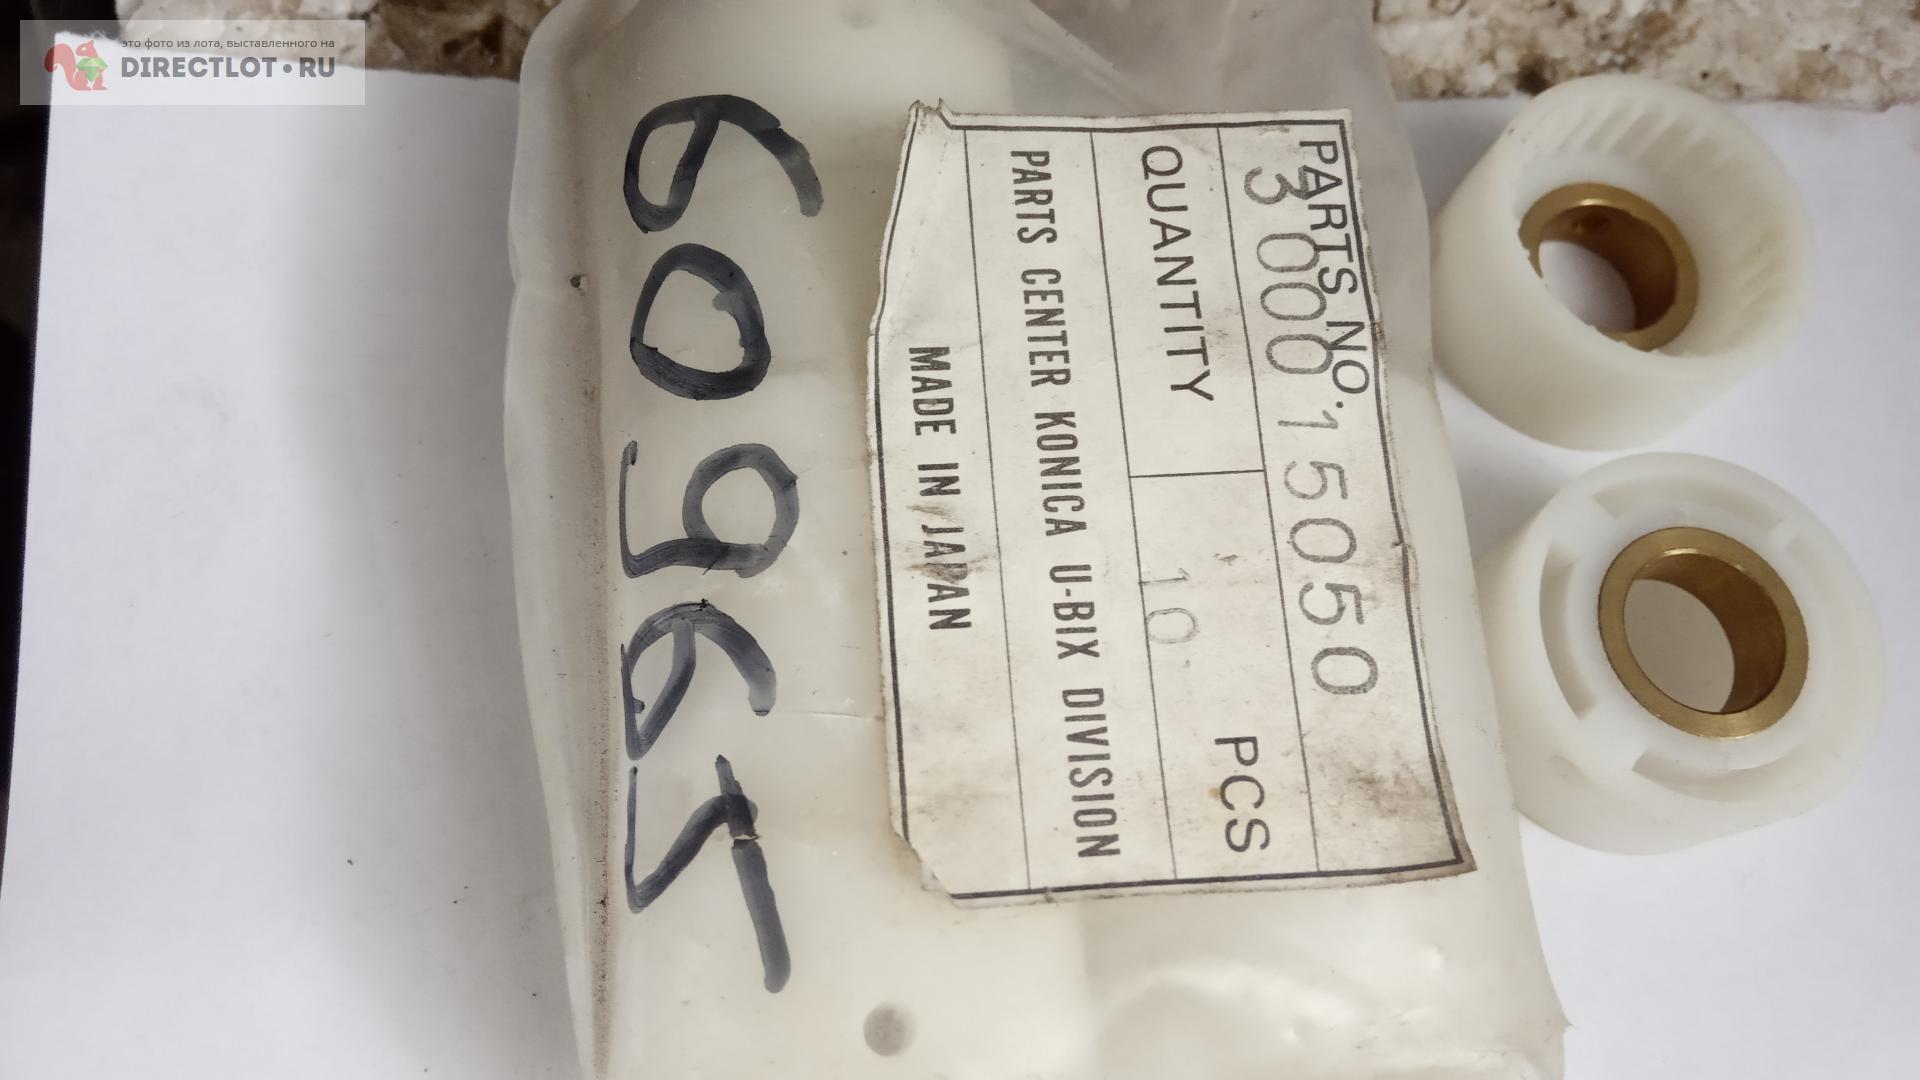 это фото из лота, выставленного на
DIRECTLOT•RU
PARTS NO.
3000 15050
QUANTITY
10 PCS
PARTS CENTER KONICA U-BIX DIVISION
MADE IN JAPAN
60965